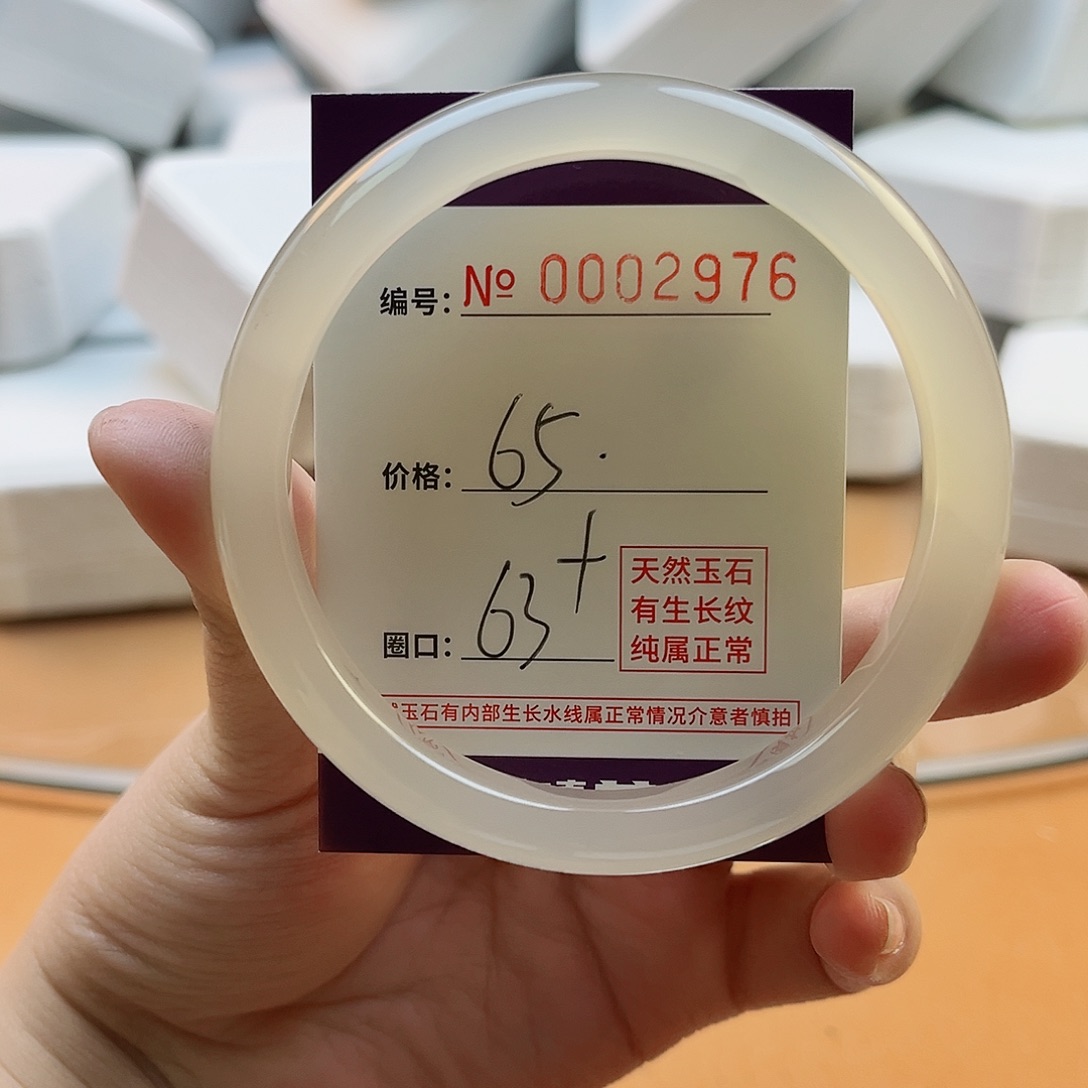 编号: № 0002976
价格: 65.
圈口: 63+
天然玉石
有生长纹
纯属正常
玉石有内部生长水线属正常情况介意者慎拍